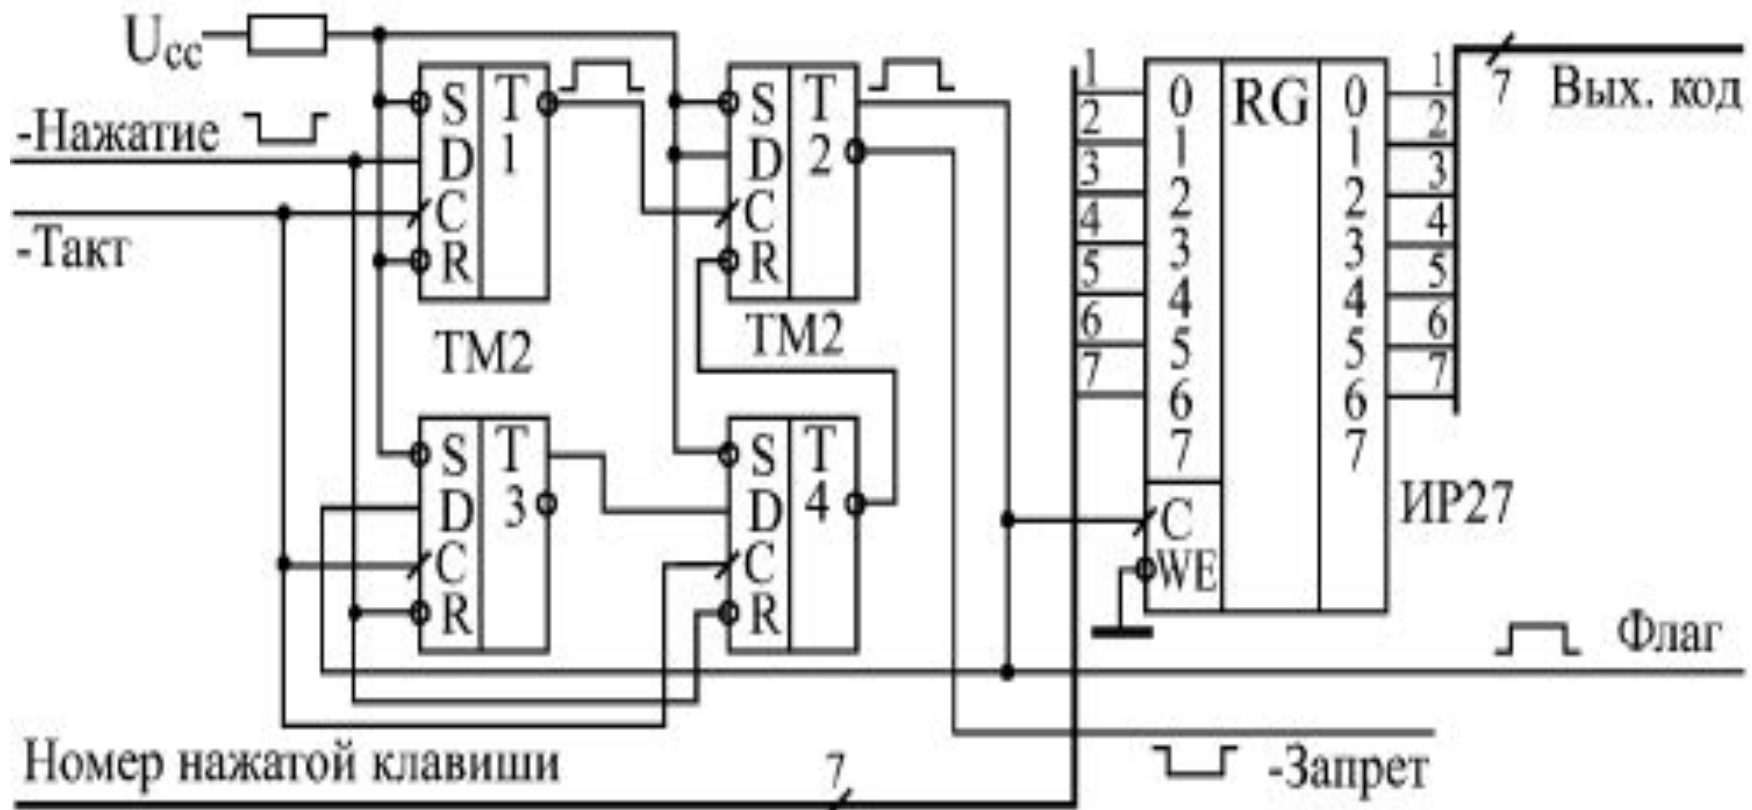 Ucc
-Нажатие
-Такт
S T
D 1
C
R
ТМ2
S T
D 2
C
R
ТМ2
S T
D 3
C
R
S T
D 4
C
R
1
2
3
4
5
6
7
0 RG 0
1 1
2 2
3 3
4 4
5 5
6 6
7 7
C
WE
ИР27
1
2
3
4
5
6
7
7
Вых. код
Флаг
-Запрет
Номер нажатой клавиши
7